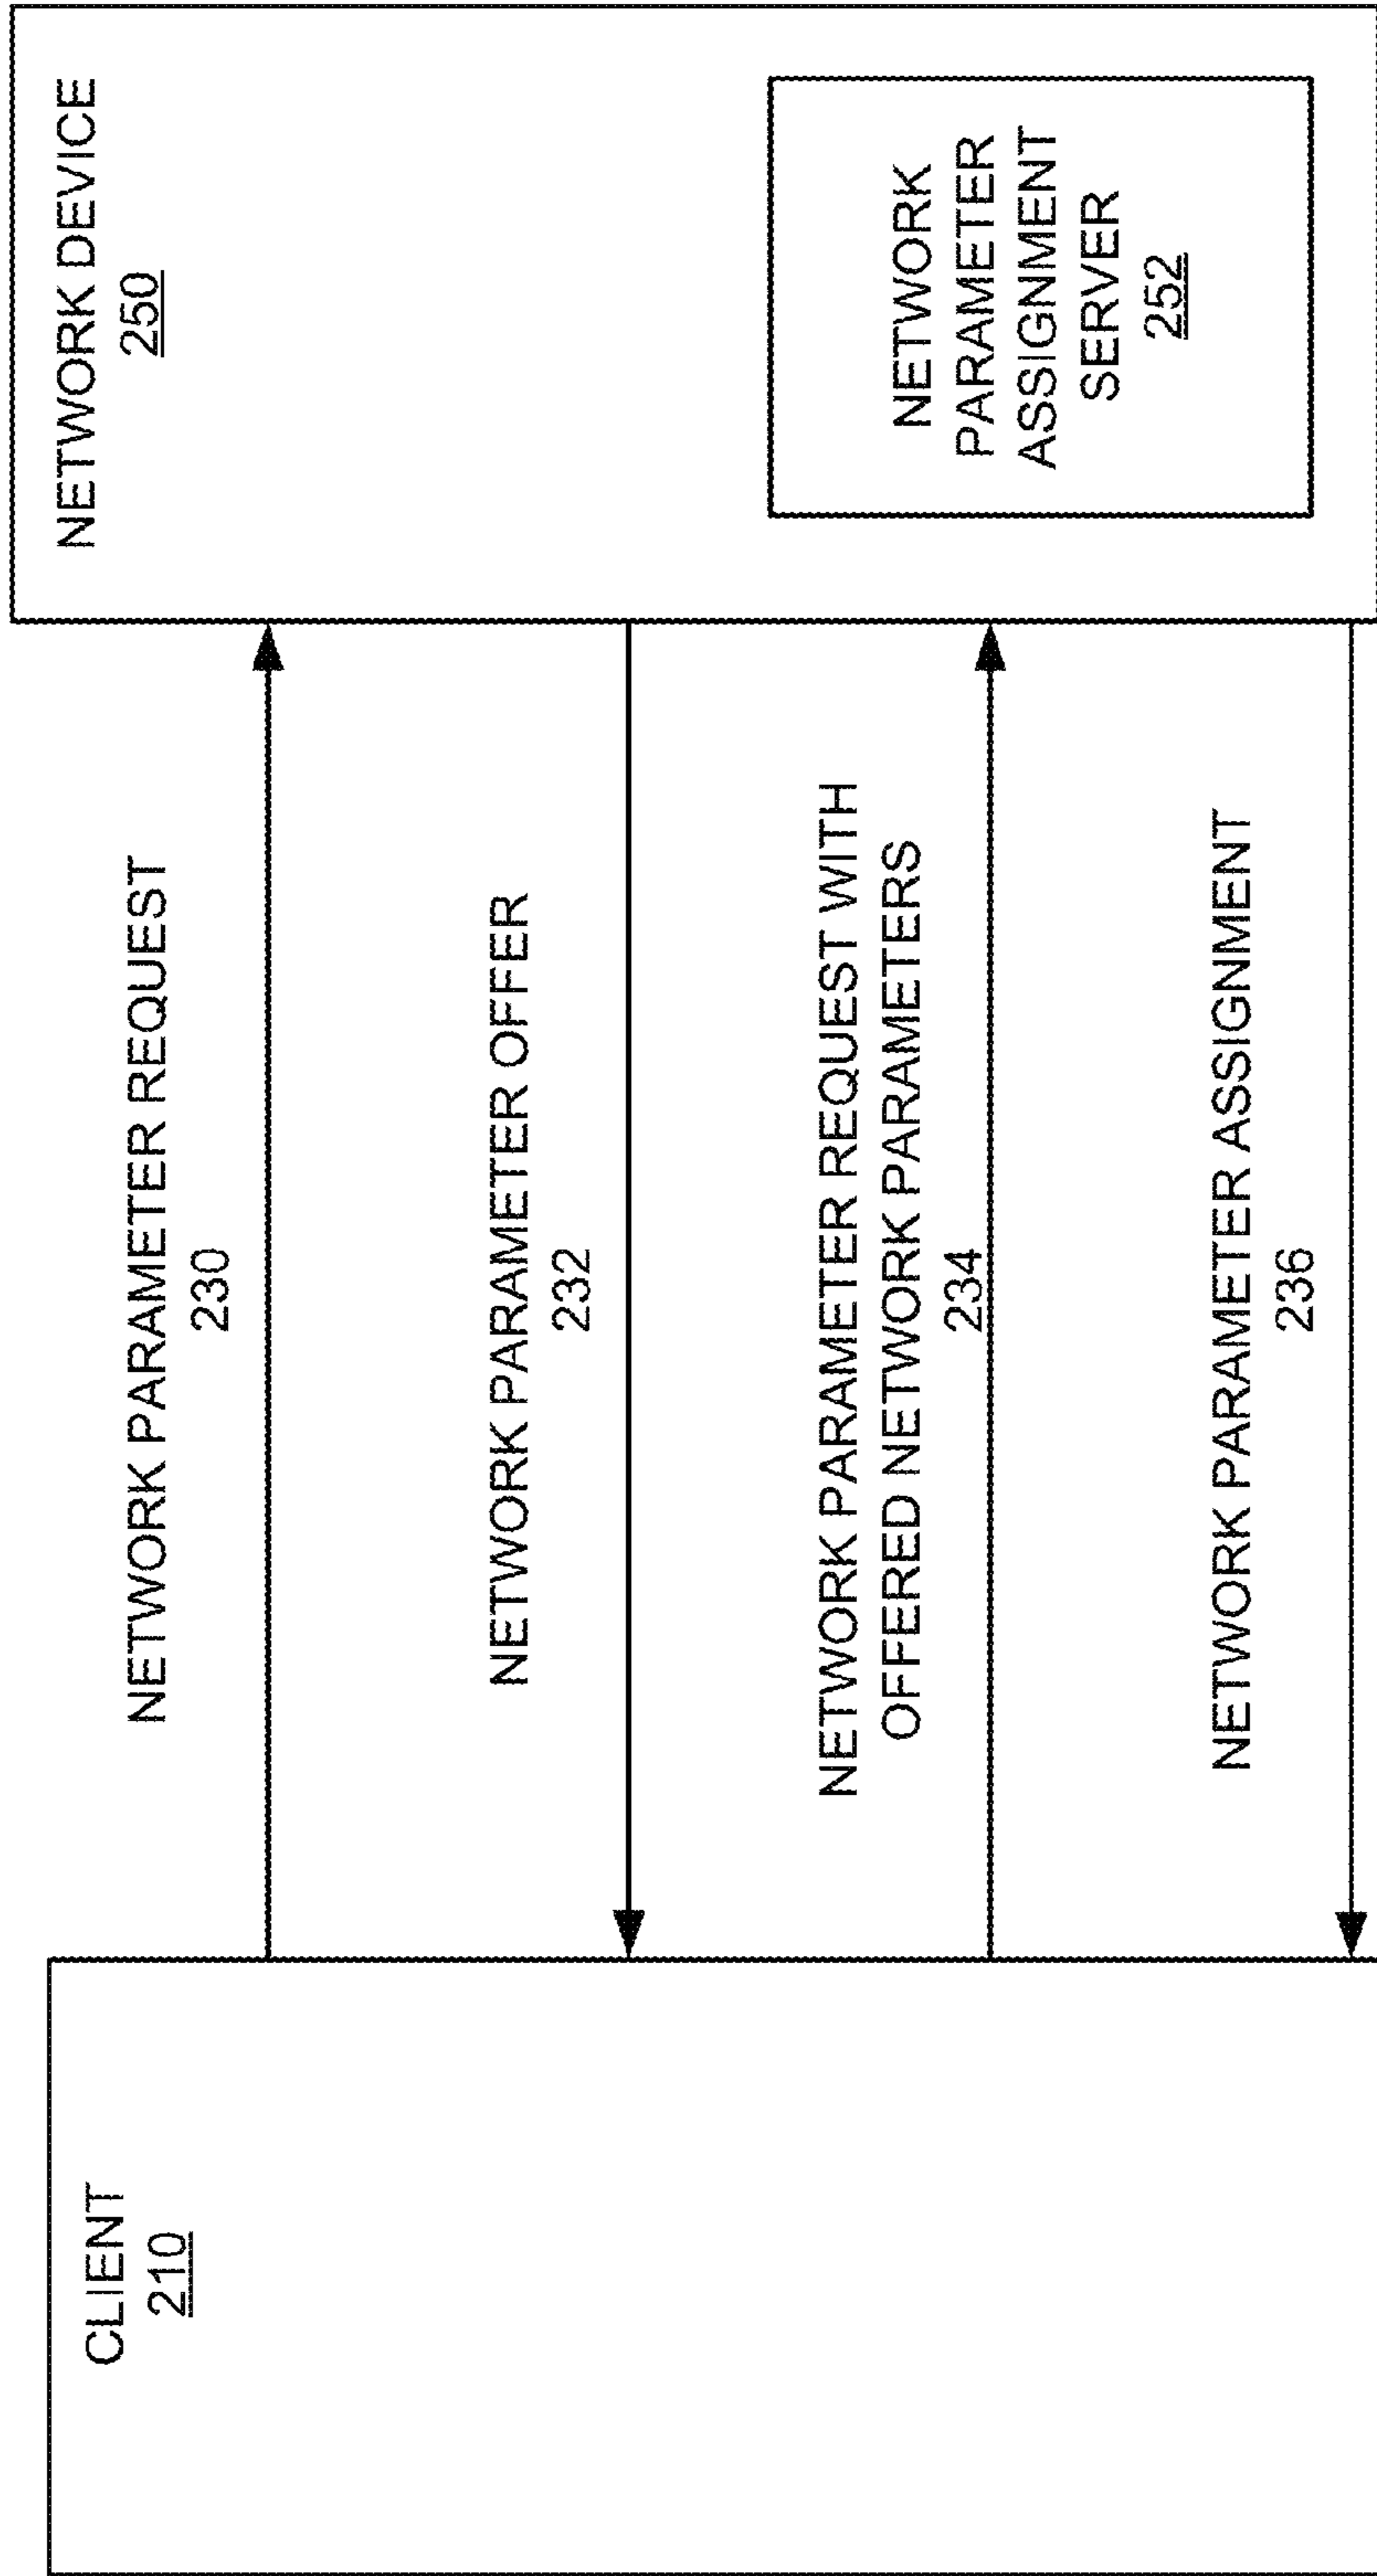 CLIENT
210
NETWORK PARAMETER REQUEST
230
NETWORK PARAMETER OFFER
232
NETWORK PARAMETER REQUEST WITH
OFFERED NETWORK PARAMETERS
234
NETWORK PARAMETER ASSIGNMENT
236
NETWORK DEVICE
250
NETWORK
PARAMETER
ASSIGNMENT
SERVER
252